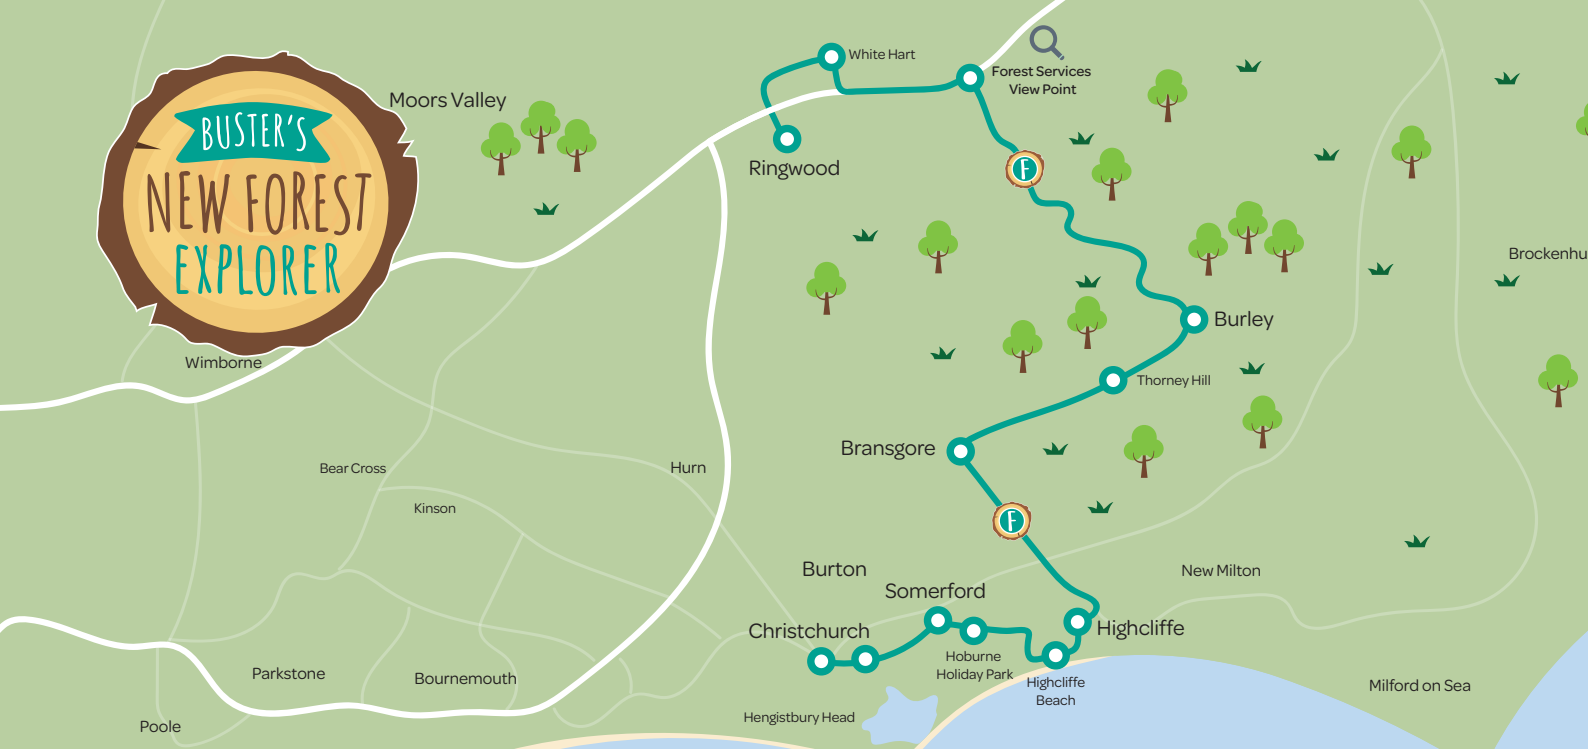 BUSTER'S
NEW FOREST
EXPLORER
Moors Valley
White Hart
Forest Services
View Point
Ringwood
Brockenhu
Burley
Wimborne
Thorney Hill
Bransgore
Bear Cross
Hurn
Kinson
F
F
Burton
New Milton
Somerford
Christchurch
Highcliffe
Hoburne
Holiday Park
Highcliffe
Beach
Parkstone
Bournemouth
Milford on Sea
Hengistbury Head
Poole